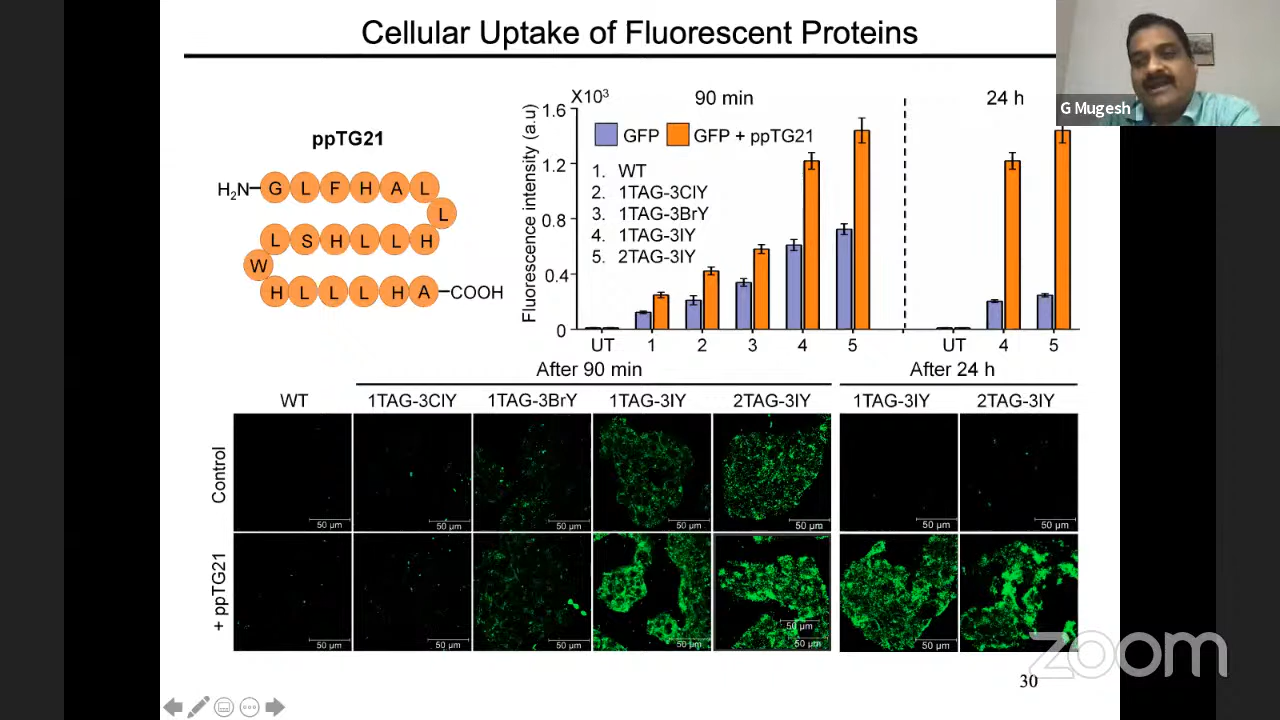 Cellular Uptake of Fluorescent Proteins
G Mugesh
ppTG21
H2N G L F H A L
L
L S H L L H
W
H L L L H A COOH
X10³
90 min
24 h
Fluorescence intensity (a.u)
1.6
1.2
0.8
0.4
0
GFP GFP + ppTG21
1. WT
2. 1TAG-3ClY
3. 1TAG-3BrY
4. 1TAG-3IY
5. 2TAG-3IY
UT 1 2 3 4 5 UT 4 5
After 90 min After 24 h
WT 1TAG-3ClY 1TAG-3BrY 1TAG-3IY 2TAG-3IY 1TAG-3IY 2TAG-3IY
Control
50 µm 50 µm 50 µm 50 µm 50 µm 50 µm 50 µm
+ ppTG21
50 µm
50 µm 50 µm 50 µm 50 µm 50 µm 50 µm 50 µm
zoom
30